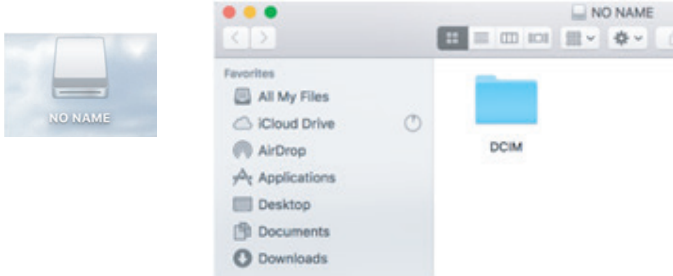 NO NAME
NO NAME
Favorites
All My Files
iCloud Drive
AirDrop
DCIM
Applications
Desktop
Documents
Downloads